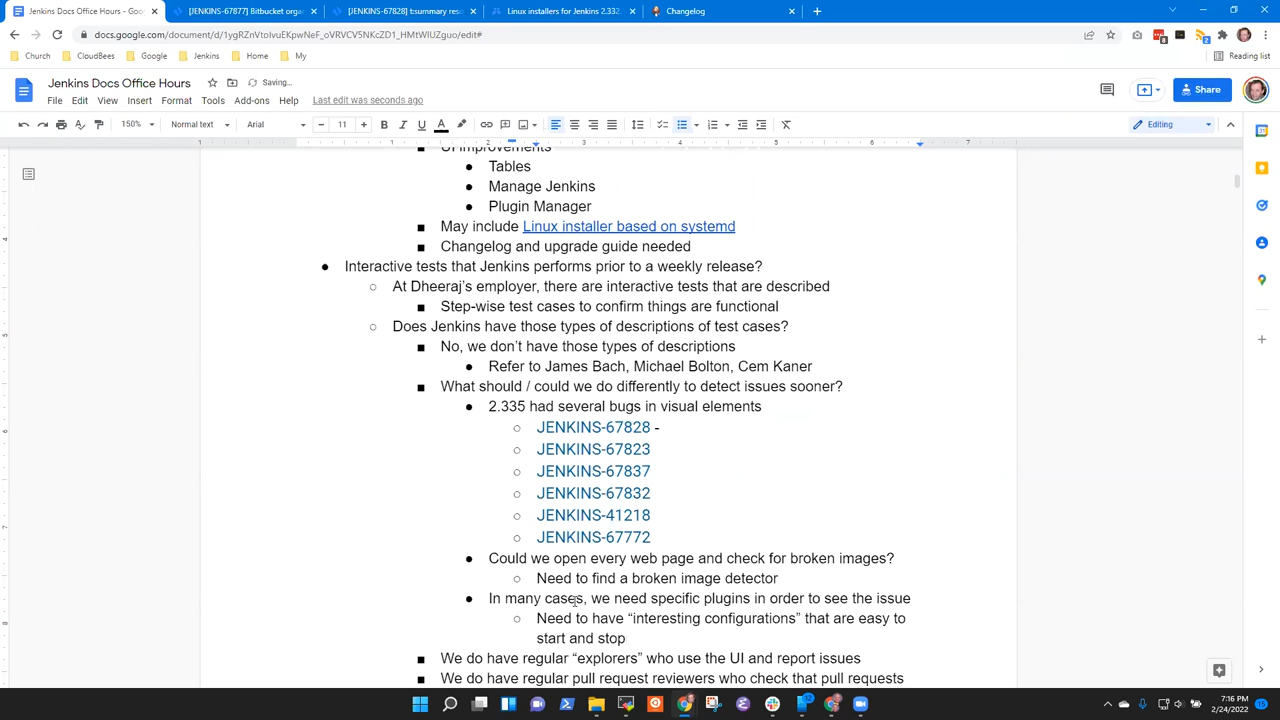 Jenkins Docs Office Hours - Goo
[JENKINS-67877] Bitbucket orga
[JENKINS-67828] t:summary res
Linux installers for Jenkins 2.332.
Changelog
docs.google.com/document/d/1ygRZnVtoIvuEKpwNeF_oVRVCV5NKcZD1_HMtWIUZguo/edit#
Church
CloudBees
Google
Jenkins
Home
My
Reading list
Jenkins Docs Office Hours
Saving...
File Edit View Insert Format Tools Add-ons Help Last edit was seconds ago
Share
150% Normal text Arial 11 Editing
UI improvements
Tables
Manage Jenkins
Plugin Manager
May include Linux installer based on systemd
Changelog and upgrade guide needed
Interactive tests that Jenkins performs prior to a weekly release?
At Dheeraj's employer, there are interactive tests that are described
Step-wise test cases to confirm things are functional
Does Jenkins have those types of descriptions of test cases?
No, we don't have those types of descriptions
Refer to James Bach, Michael Bolton, Cem Kaner
What should / could we do differently to detect issues sooner?
2.335 had several bugs in visual elements
JENKINS-67828 -
JENKINS-67823
JENKINS-67837
JENKINS-67832
JENKINS-41218
JENKINS-67772
Could we open every web page and check for broken images?
Need to find a broken image detector
In many cases, we need specific plugins in order to see the issue
Need to have “interesting configurations” that are easy to
start and stop
We do have regular “explorers” who use the UI and report issues
We do have regular pull request reviewers who check that pull requests
7:16 PM
2/24/2022